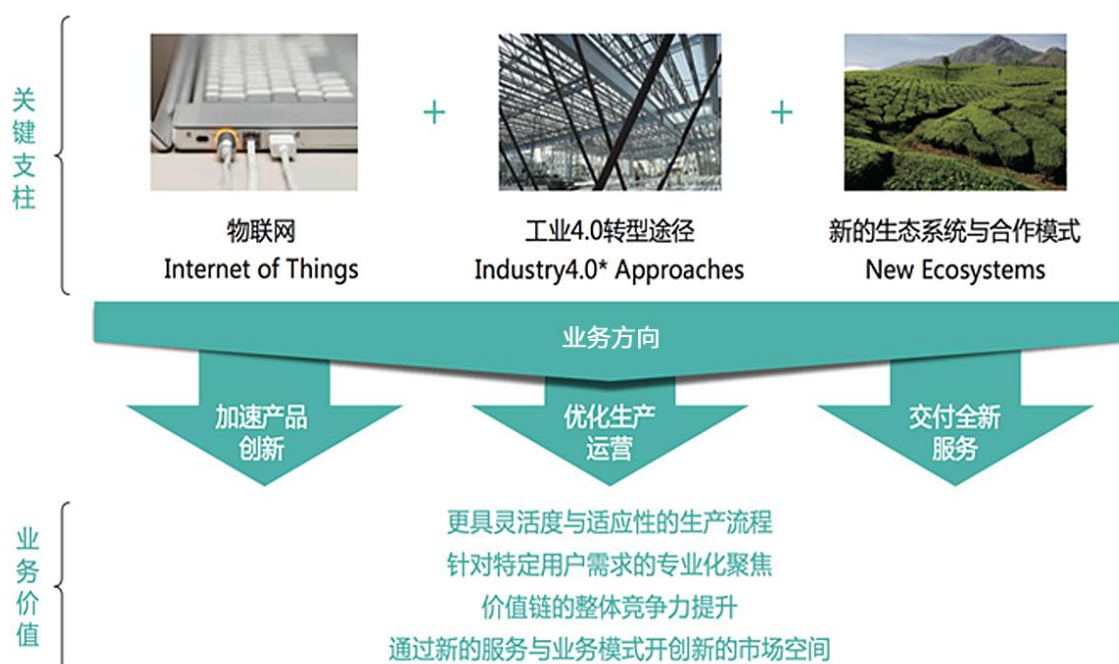 关键支柱
物联网
Internet of Things
+
工业4.0转型途径
Industry4.0* Approaches
+
新的生态系统与合作模式
New Ecosystems
业务方向
加速产品
创新
优化生产
运营
交付全新
服务
业务价值
更具灵活度与适应性的生产流程
针对特定用户需求的专业化聚焦
价值链的整体竞争力提升
通过新的服务与业务模式开创新的市场空间